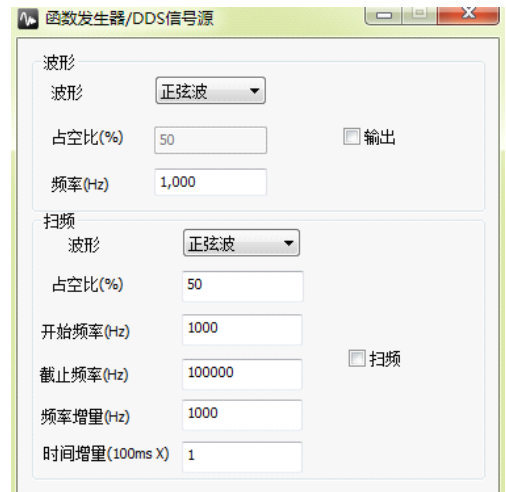 函数发生器/DDS信号源
波形
波形 正弦波
占空比(%) 50 输出
频率(Hz) 1,000
扫频
波形 正弦波
占空比(%) 50
开始频率(Hz) 1000
扫频
截止频率(Hz) 100000
频率增量(Hz) 1000
时间增量(100ms X) 1